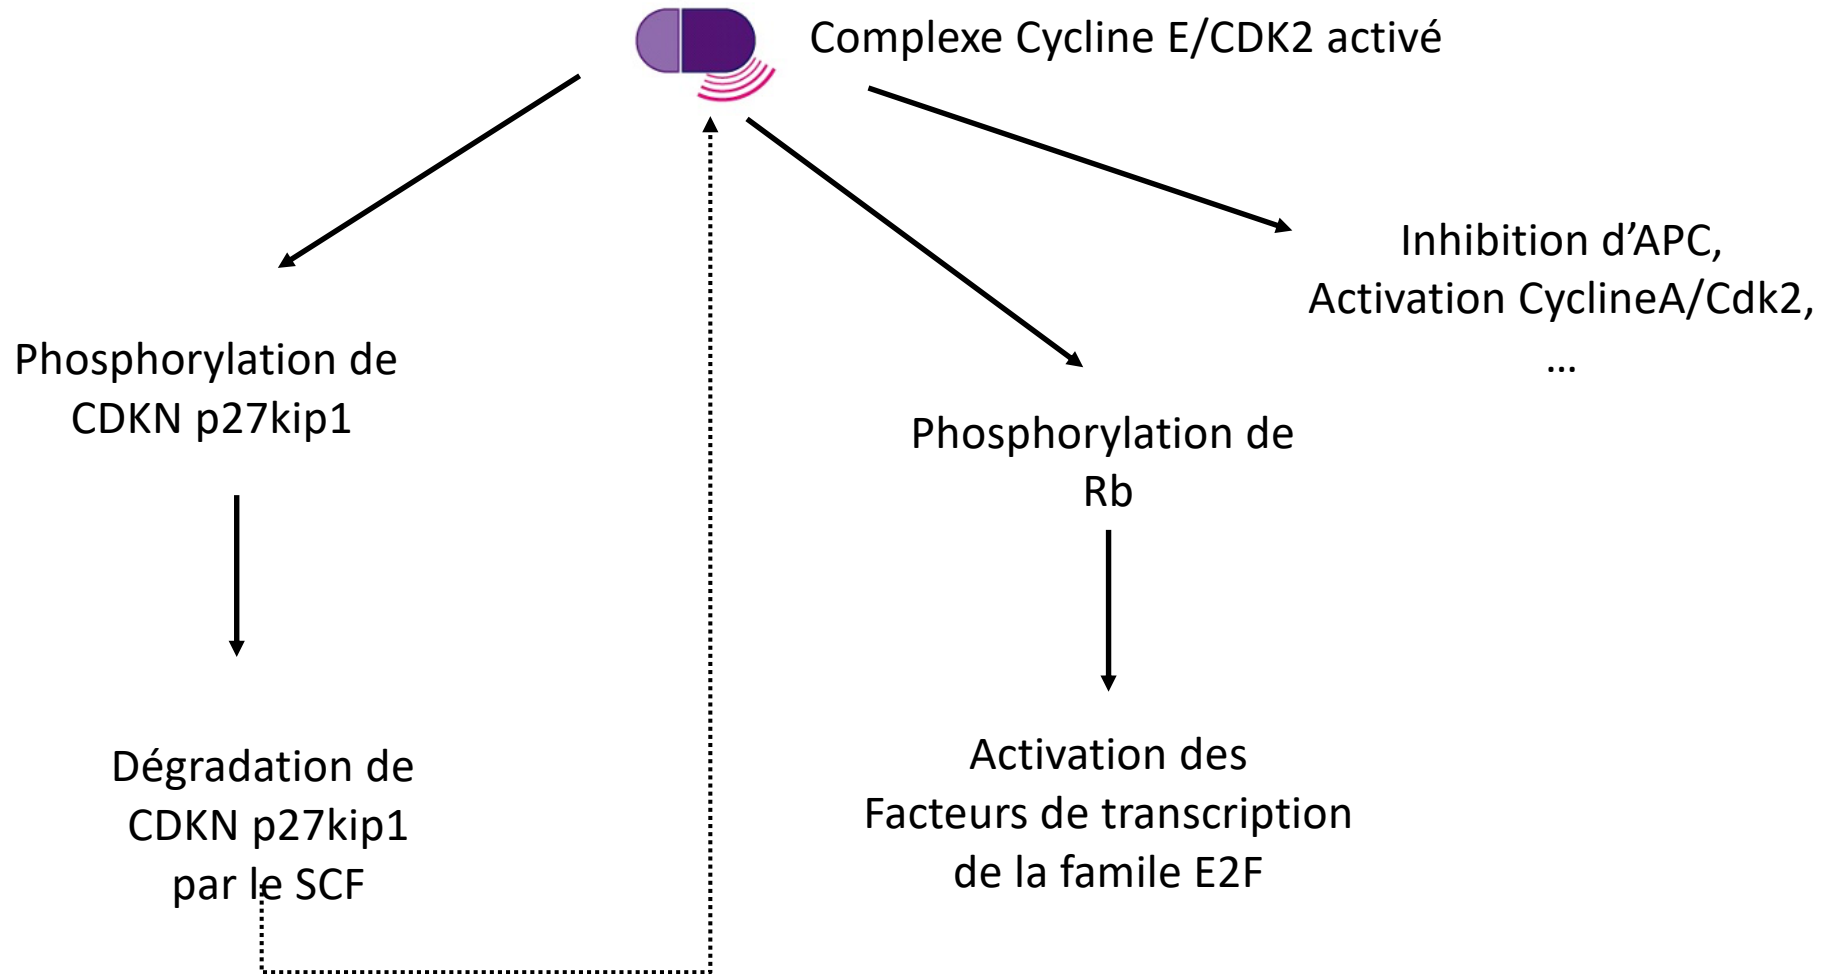 Complexe Cycline E/CDK2 activé
Inhibition d’APC,
Activation CyclineA/Cdk2,
...
Phosphorylation de
CDKN p27kip1
Phosphorylation de
Rb
Dégradation de
CDKN p27kip1
par le SCF
Activation des
Facteurs de transcription
de la famile E2F